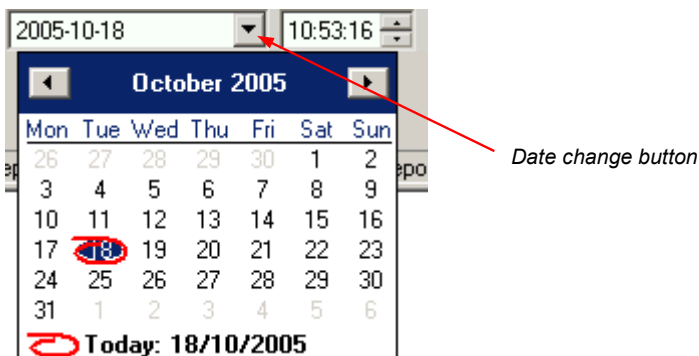 2005-10-18 10:53:16
October 2005
Mon Tue Wed Thu Fri Sat Sun
26 27 28 29 30 1 2
3 4 5 6 7 8 9
10 11 12 13 14 15 16
17 18 19 20 21 22 23
24 25 26 27 28 29 30
31 1 2 3 4 5 6
Today: 18/10/2005
Date change button